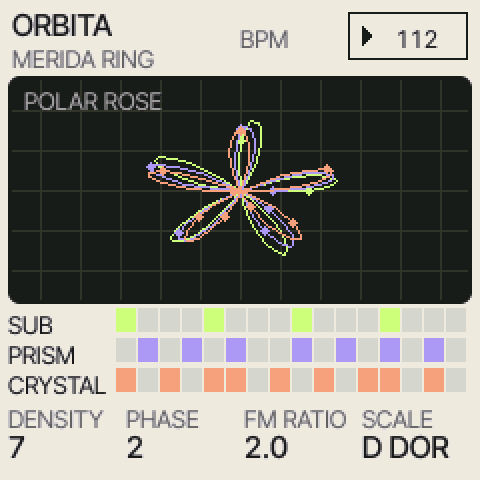 ORBITA
MERIDA RING
BPM
112
POLAR ROSE
SUB
PRISM
CRYSTAL
DENSITY PHASE FM RATIO SCALE
7 2 2.0 D DOR